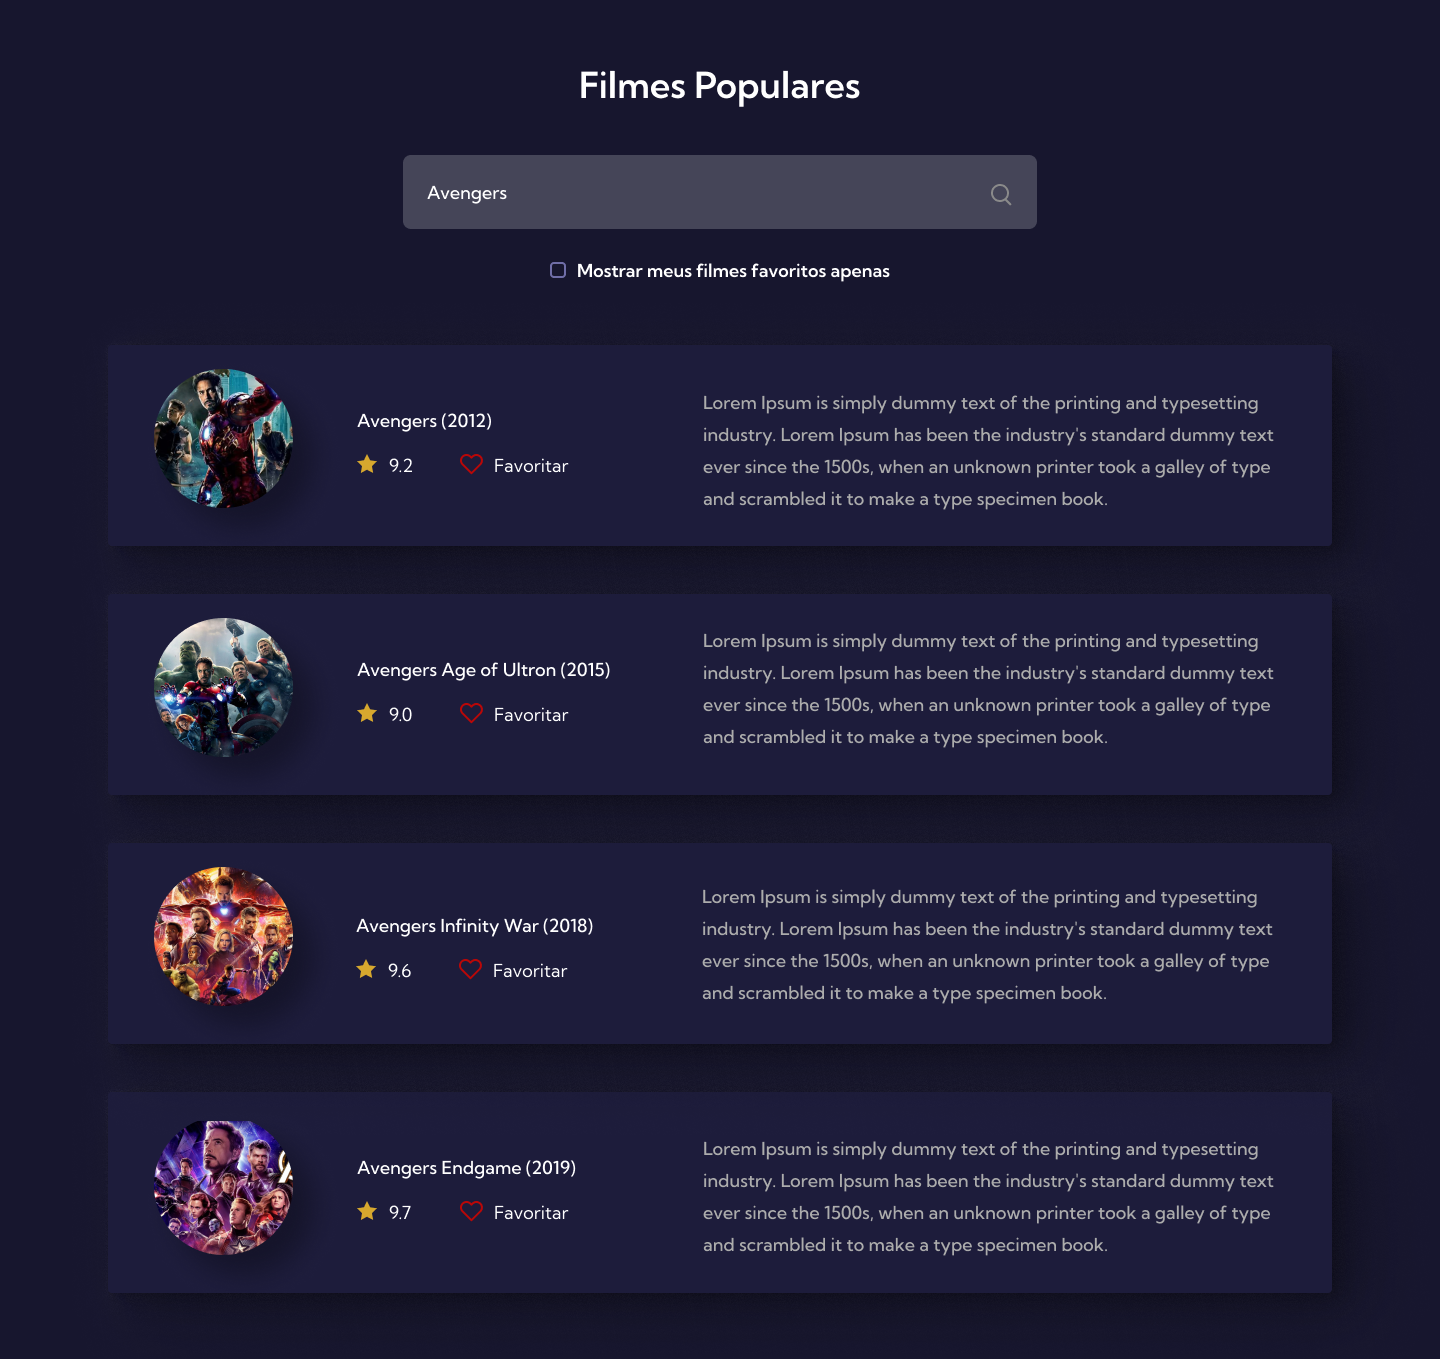 Filmes Populares
Avengers
Mostrar meus filmes favoritos apenas
Avengers (2012)
9.2 Favoritar
Lorem Ipsum is simply dummy text of the printing and typesetting
industry. Lorem Ipsum has been the industry's standard dummy text
ever since the 1500s, when an unknown printer took a galley of type
and scrambled it to make a type specimen book.
Avengers Age of Ultron (2015)
9.0 Favoritar
Lorem Ipsum is simply dummy text of the printing and typesetting
industry. Lorem Ipsum has been the industry's standard dummy text
ever since the 1500s, when an unknown printer took a galley of type
and scrambled it to make a type specimen book.
Avengers Infinity War (2018)
9.6 Favoritar
Lorem Ipsum is simply dummy text of the printing and typesetting
industry. Lorem Ipsum has been the industry's standard dummy text
ever since the 1500s, when an unknown printer took a galley of type
and scrambled it to make a type specimen book.
Avengers Endgame (2019)
9.7 Favoritar
Lorem Ipsum is simply dummy text of the printing and typesetting
industry. Lorem Ipsum has been the industry's standard dummy text
ever since the 1500s, when an unknown printer took a galley of type
and scrambled it to make a type specimen book.